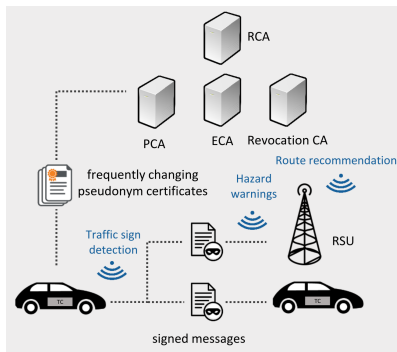 RCA
PCA
ECA
Revocation CA
Route recommendation
frequently changing
pseudonym certificates
Hazard
warnings
Traffic sign
detection
RSU
TC
TC
signed messages